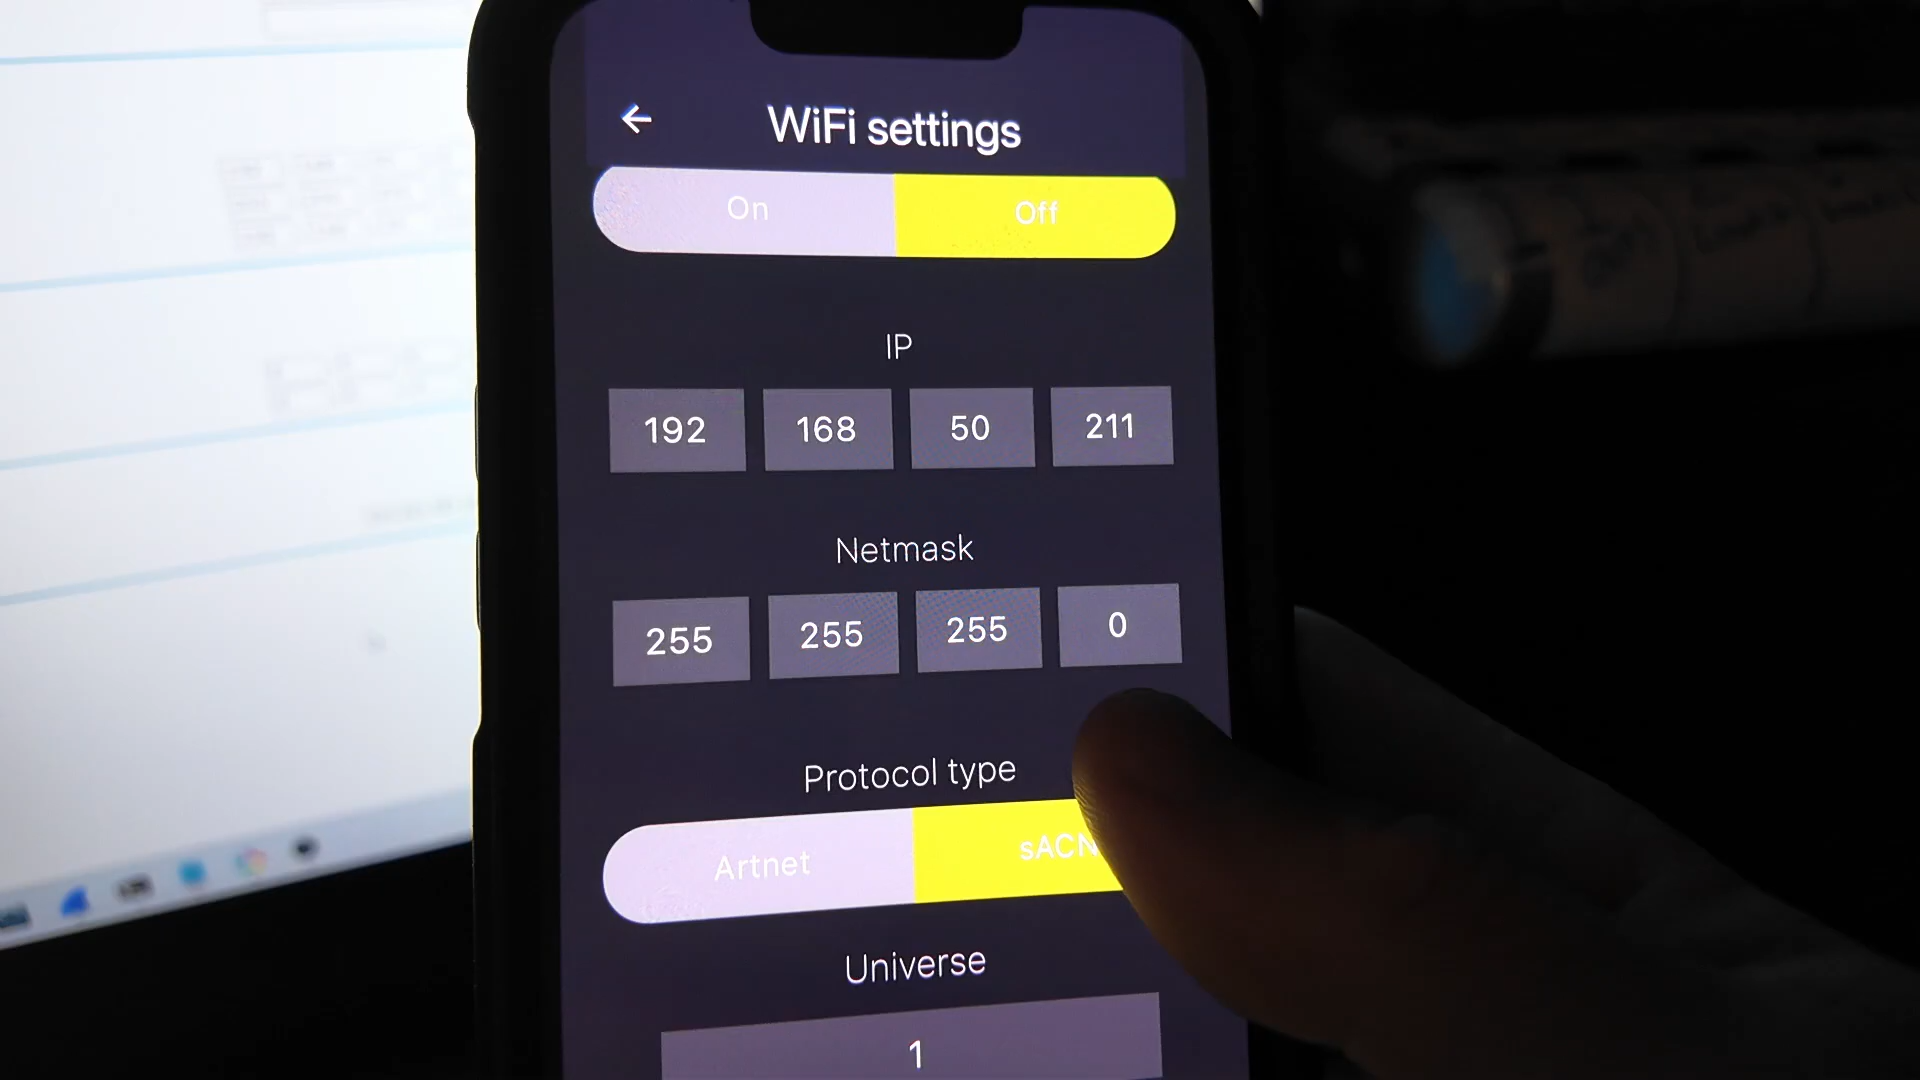 WiFi settings
On Off
IP
192 168 50 211
Netmask
255 255 255 0
Protocol type
Artnet sACN
Universe
1